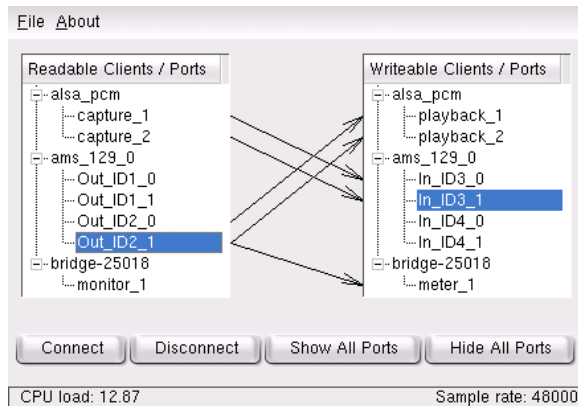 File About
Readable Clients / Ports
alsa_pcm
capture_1
capture_2
ams_129_0
Out_ID1_0
Out_ID1_1
Out_ID2_0
Out_ID2_1
bridge-25018
monitor_1
Writeable Clients / Ports
alsa_pcm
playback_1
playback_2
ams_129_0
In_ID3_0
In_ID3_1
In_ID4_0
In_ID4_1
bridge-25018
meter_1
Connect Disconnect Show All Ports Hide All Ports
CPU load: 12.87 Sample rate: 48000